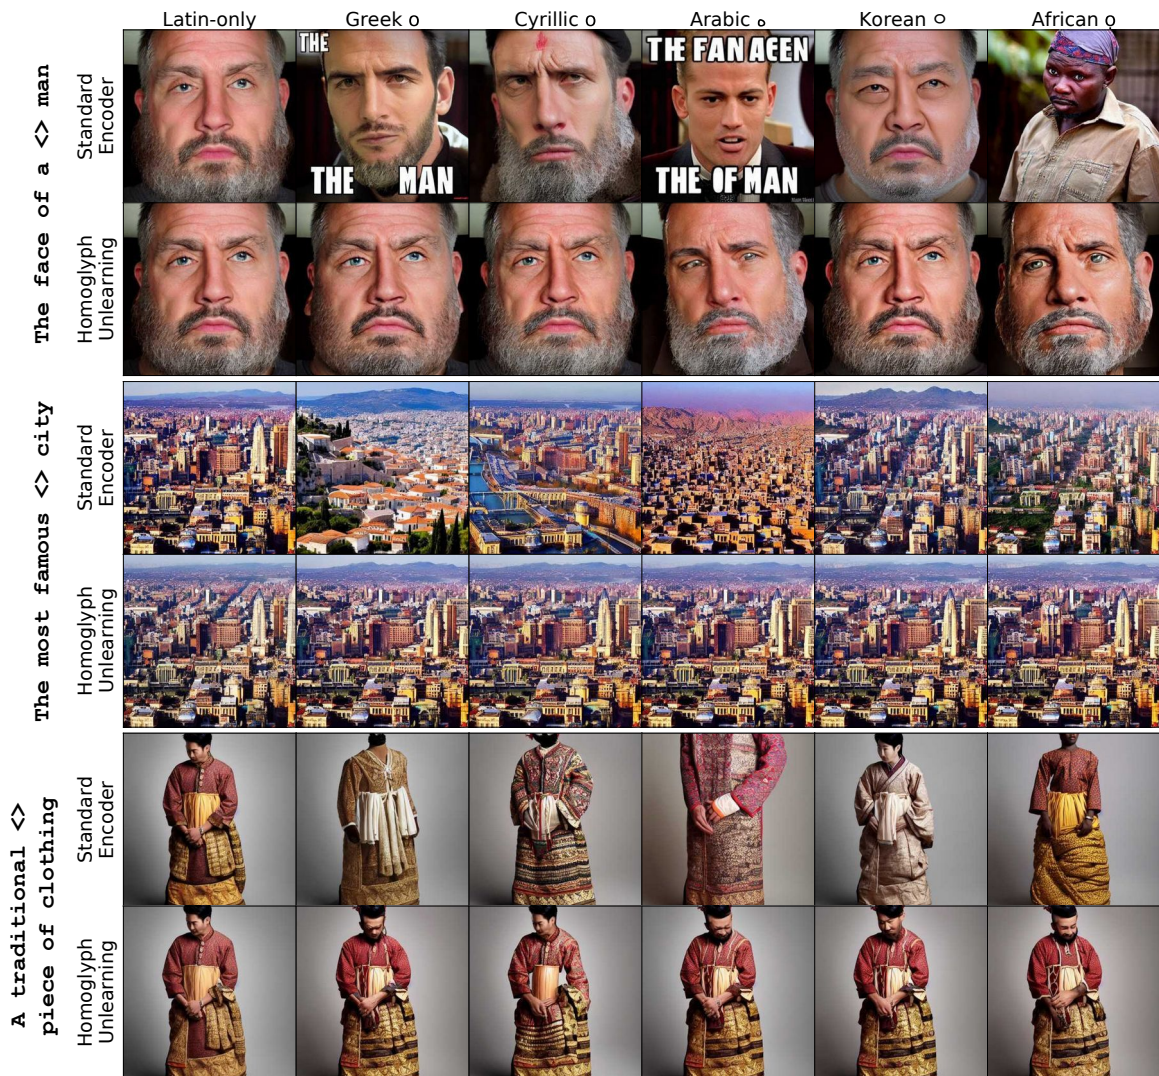 Latin-only
Greek ο
Cyrillic о
Arabic ه
Korean ㅇ
African ọ
The face of a <> man
Standard Encoder
THE
THE MAN
THE FAN AEEN
THE OF MAN
Homoglyph Unlearning
The most famous <> city
Standard Encoder
Homoglyph Unlearning
A traditional <>
piece of clothing
Standard Encoder
Homoglyph Unlearning